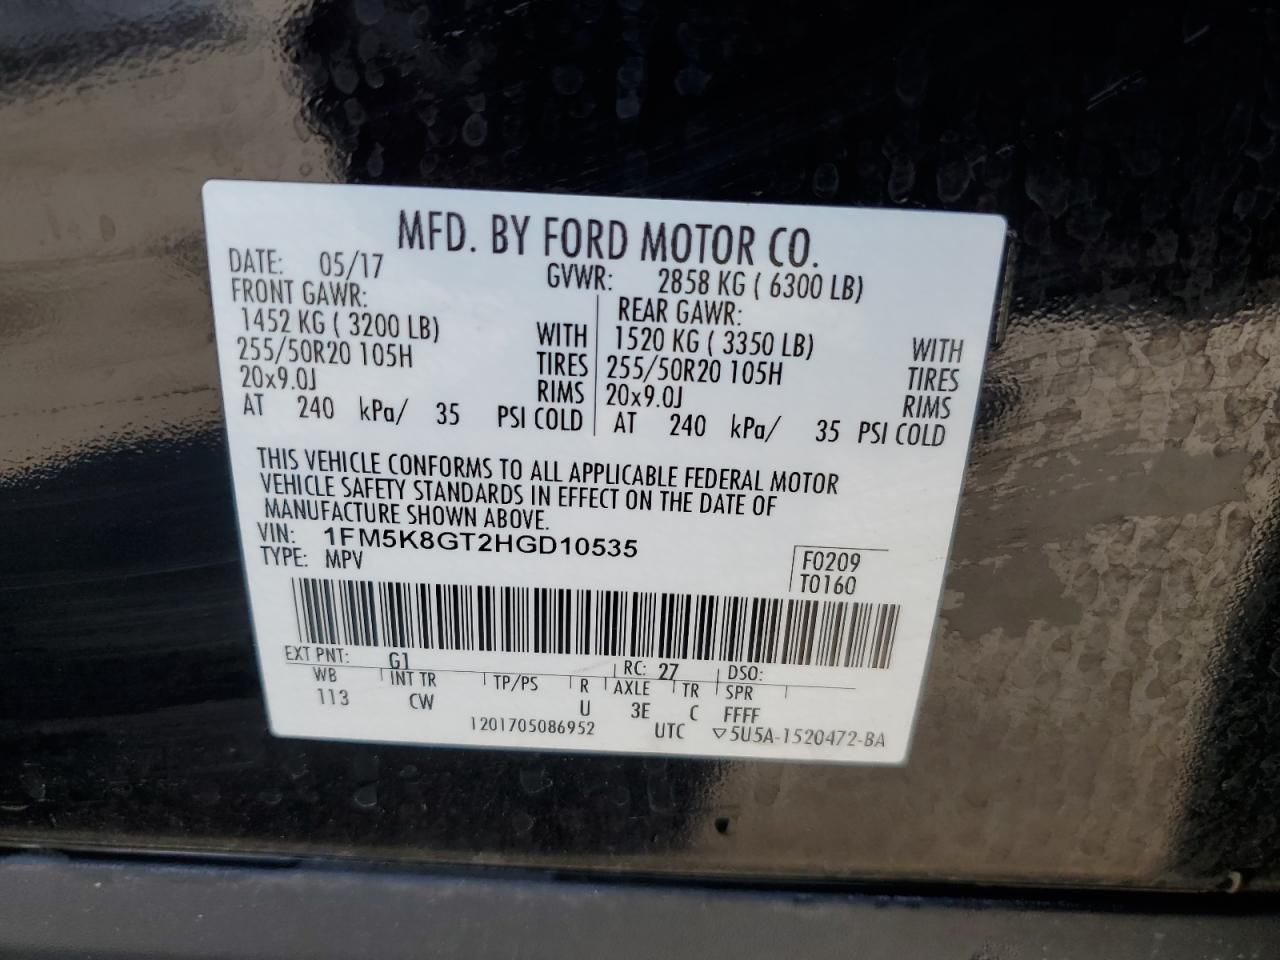 MFD. BY FORD MOTOR CO.
DATE: 05/17 GVWR: 2858 KG ( 6300 LB)
FRONT GAWR: REAR GAWR:
1452 KG ( 3200 LB) WITH 1520 KG ( 3350 LB) WITH
255/50R20 105H TIRES 255/50R20 105H TIRES
20x9.0J RIMS 20x9.0J RIMS
AT 240 kPa/ 35 PSI COLD AT 240 kPa/ 35 PSI COLD
THIS VEHICLE CONFORMS TO ALL APPLICABLE FEDERAL MOTOR
VEHICLE SAFETY STANDARDS IN EFFECT ON THE DATE OF
MANUFACTURE SHOWN ABOVE.
VIN: 1FM5K8GT2HGD10535
TYPE: MPV F0209
T0160
EXT PNT: G1 RC: 27 DSO:
WB INT TR TP/PS R AXLE TR SPR
113 CW U 3E C FFFF
1201705086952 UTC ▽5U5A-1520472-BA